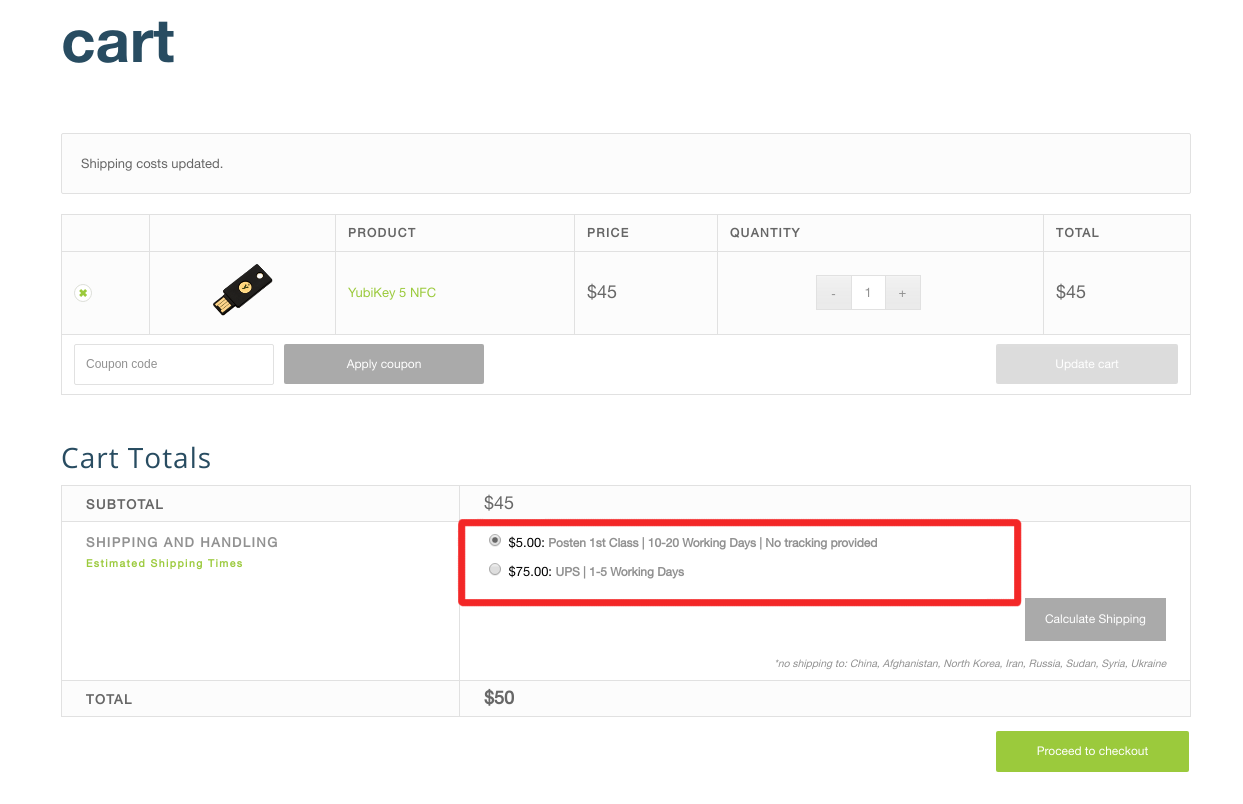 cart
Shipping costs updated.
PRODUCT PRICE QUANTITY TOTAL
YubiKey 5 NFC $45 - 1 + $45
Coupon code Apply coupon Update cart
Cart Totals
SUBTOTAL $45
SHIPPING AND HANDLING
Estimated Shipping Times
$5.00: Posten 1st Class | 10-20 Working Days | No tracking provided
$75.00: UPS | 1-5 Working Days
Calculate Shipping
*no shipping to: China, Afghanistan, North Korea, Iran, Russia, Sudan, Syria, Ukraine
TOTAL $50
Proceed to checkout